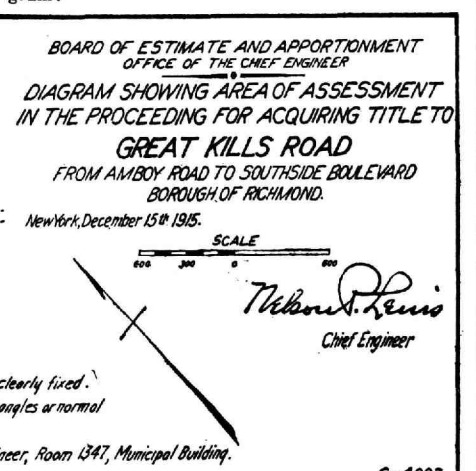 BOARD OF ESTIMATE AND APPORTIONMENT
OFFICE OF THE CHIEF ENGINEER
DIAGRAM SHOWING AREA OF ASSESSMENT
IN THE PROCEEDING FOR ACQUIRING TITLE TO
GREAT KILLS ROAD
FROM AMBOY ROAD TO SOUTHSIDE BOULEVARD
BOROUGH OF RICHMOND.
New York, December 15th 1915.
SCALE
600 300 0 600
Nelson P. Lewis
Chief Engineer
clearly fixed.
angles or normal
neer, Room 1347, Municipal Building.